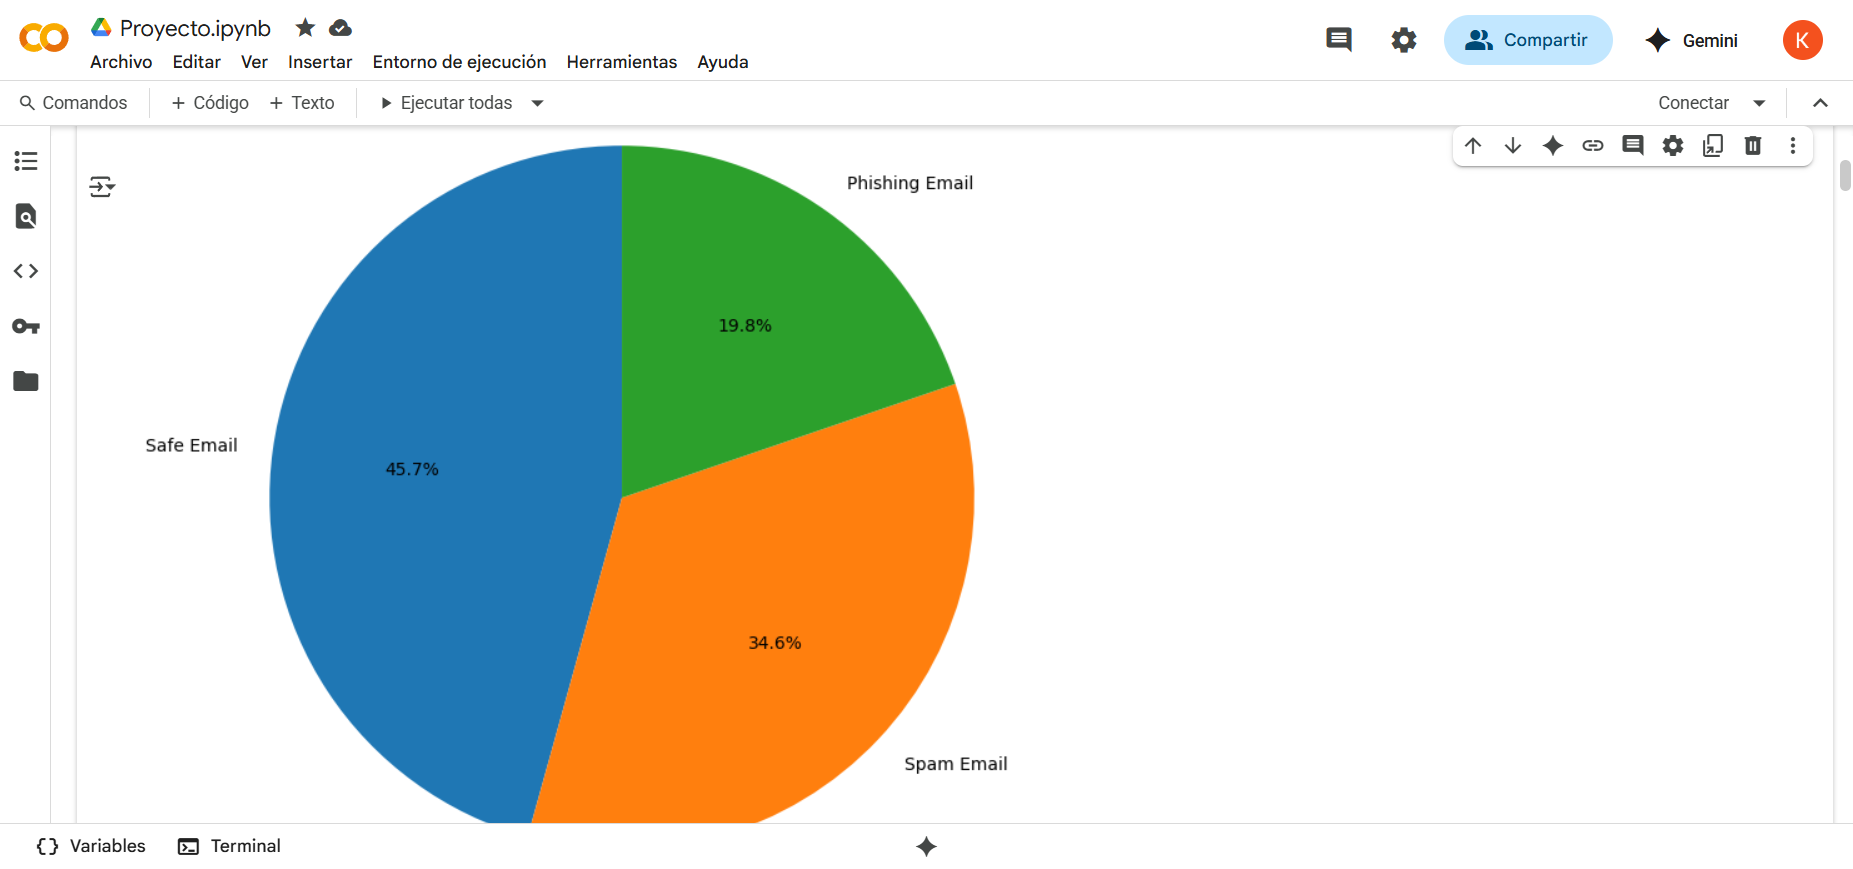 Proyecto.ipynb
Archivo Editar Ver Insertar Entorno de ejecución Herramientas Ayuda
Compartir
Gemini
K
Comandos + Código + Texto Ejecutar todas
Conectar
Phishing Email
19.8%
Safe Email
45.7%
34.6%
Spam Email
Variables Terminal